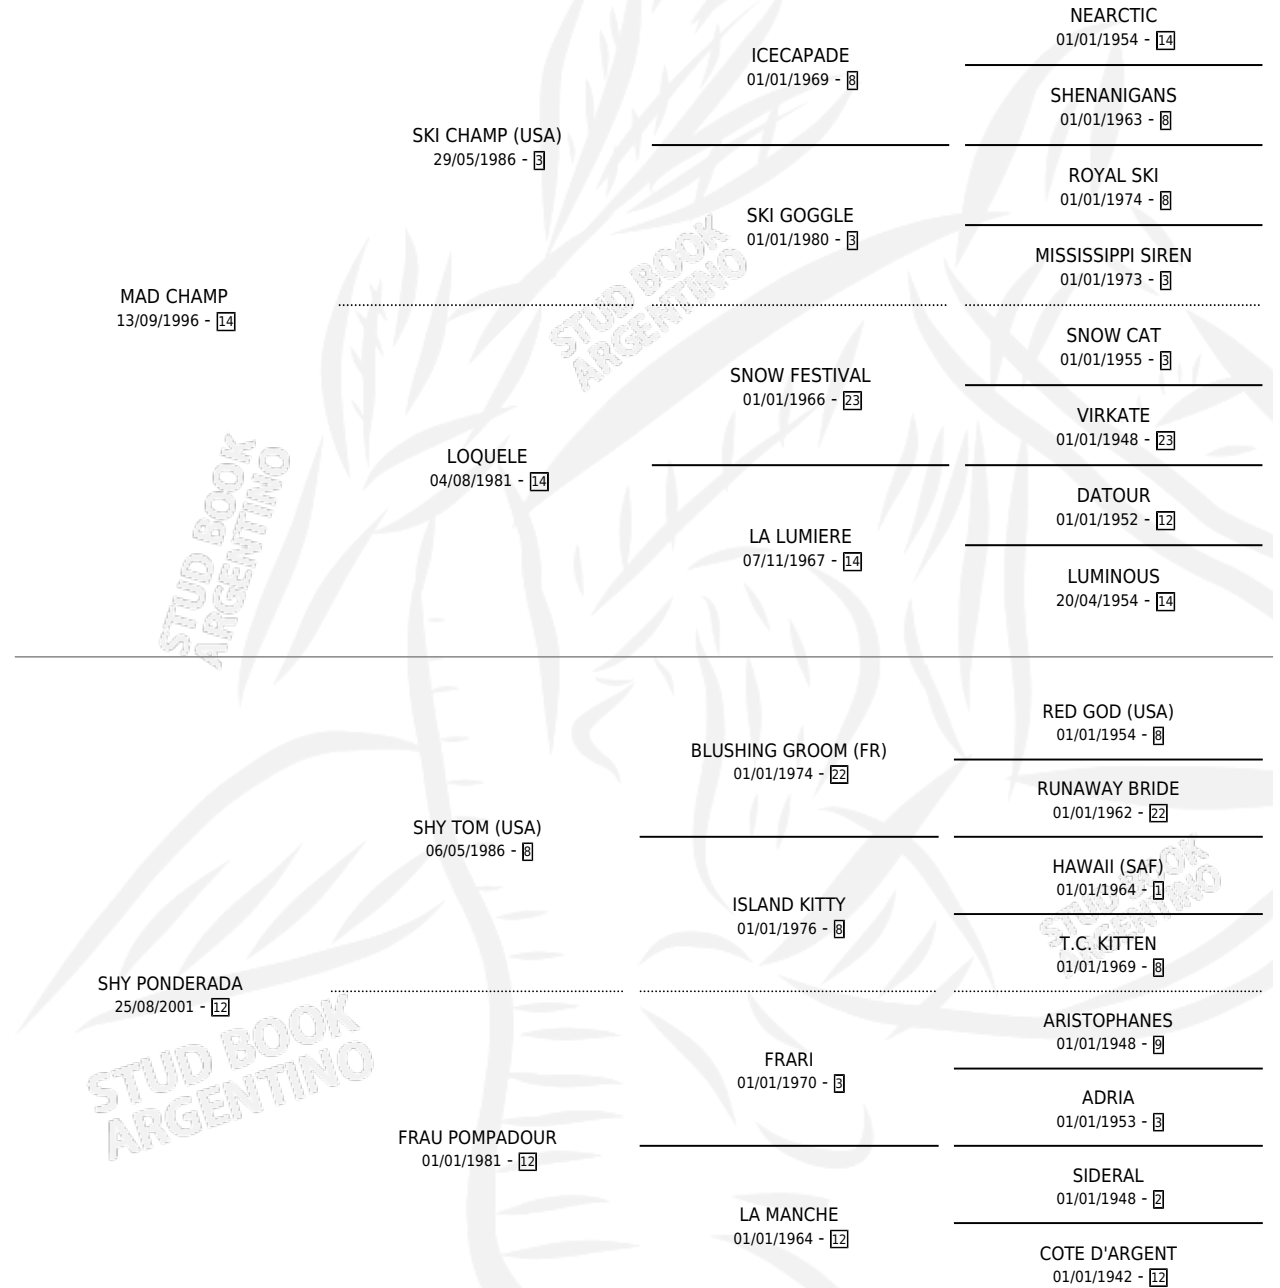 NEARCTIC
01/01/1954 - 14
ICECAPADE
01/01/1969 - 8
SHENANIGANS
01/01/1963 - 8
SKI CHAMP (USA)
29/05/1986 - 3
ROYAL SKI
01/01/1974 - 8
SKI GOGGLE
01/01/1980 - 3
MISSISSIPPI SIREN
01/01/1973 - 3
MAD CHAMP
13/09/1996 - 14
SNOW CAT
01/01/1955 - 3
SNOW FESTIVAL
01/01/1966 - 23
VIRKATE
01/01/1948 - 23
LOQUELE
04/08/1981 - 14
DATOUR
01/01/1952 - 12
LA LUMIERE
07/11/1967 - 14
LUMINOUS
20/04/1954 - 14
RED GOD (USA)
01/01/1954 - 8
BLUSHING GROOM (FR)
01/01/1974 - 22
RUNAWAY BRIDE
01/01/1962 - 22
SHY TOM (USA)
06/05/1986 - 8
HAWAII (SAF)
01/01/1964 - 1
ISLAND KITTY
01/01/1976 - 8
T.C. KITTEN
01/01/1969 - 8
SHY PONDERADA
25/08/2001 - 12
ARISTOPHANES
01/01/1948 - 9
FRARI
01/01/1970 - 3
ADRIA
01/01/1953 - 3
FRAU POMPADOUR
01/01/1981 - 12
SIDERAL
01/01/1948 - 2
LA MANCHE
01/01/1964 - 12
COTE D'ARGENT
01/01/1942 - 12
STUD BOOK
ARGENTINO
STUD BOOK
ARGENTINO
STUD BOOK
ARGENTINO
STUD BOOK
ARGENTINO